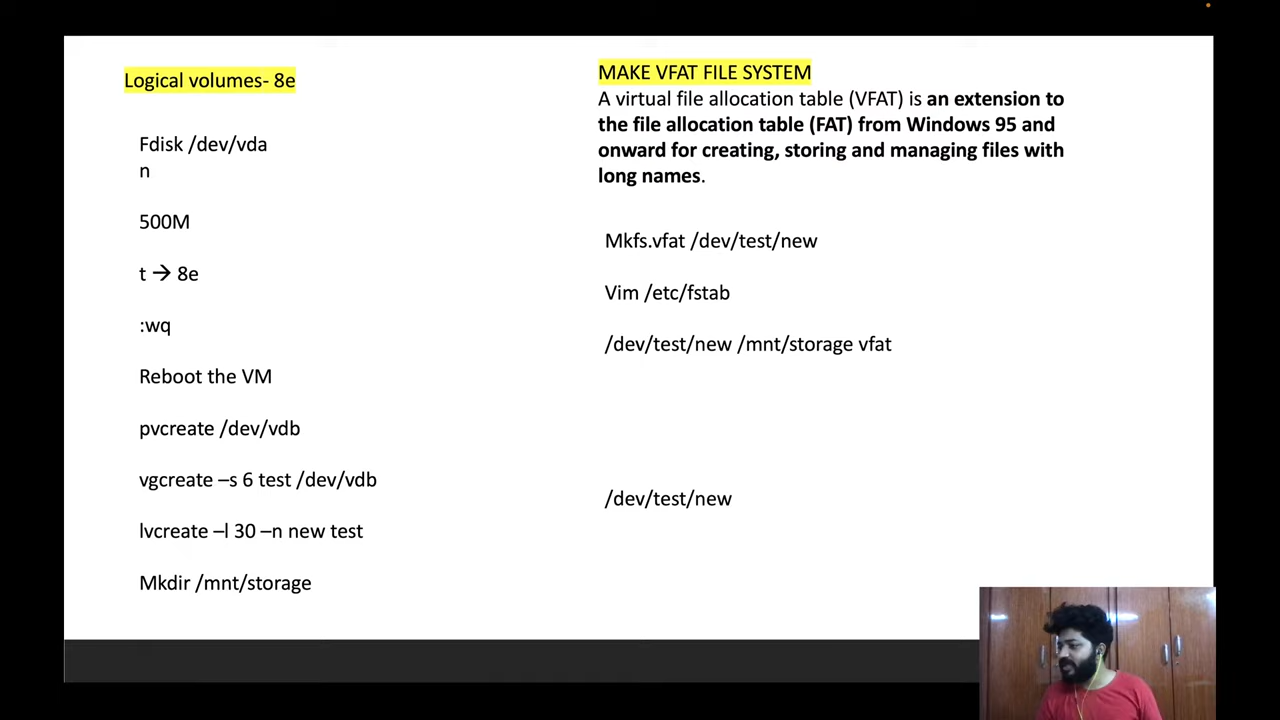 Logical volumes- 8e
Fdisk /dev/vda
n
500M
t → 8e
:wq
Reboot the VM
pvcreate /dev/vdb
vgcreate –s 6 test /dev/vdb
lvcreate –l 30 –n new test
Mkdir /mnt/storage
MAKE VFAT FILE SYSTEM
A virtual file allocation table (VFAT) is an extension to
the file allocation table (FAT) from Windows 95 and
onward for creating, storing and managing files with
long names.
Mkfs.vfat /dev/test/new
Vim /etc/fstab
/dev/test/new /mnt/storage vfat
/dev/test/new